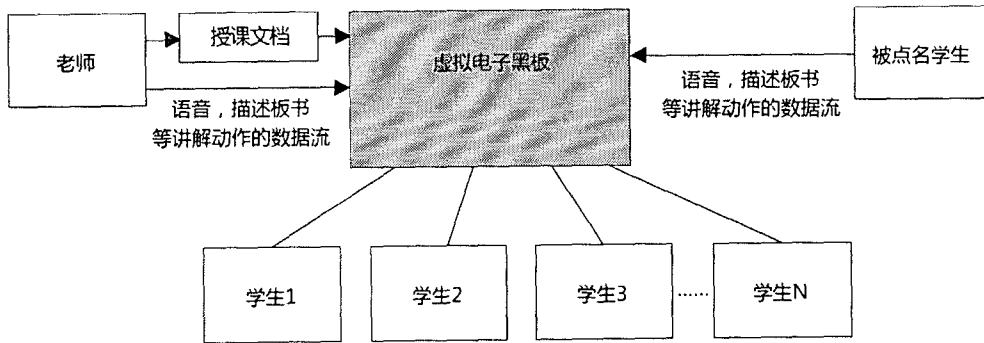 老师
授课文档
虚拟电子黑板
被点名学生
语音，描述板书
等讲解动作的数据流
语音，描述板书
等讲解动作的数据流
学生1
学生2
学生3
......
学生N